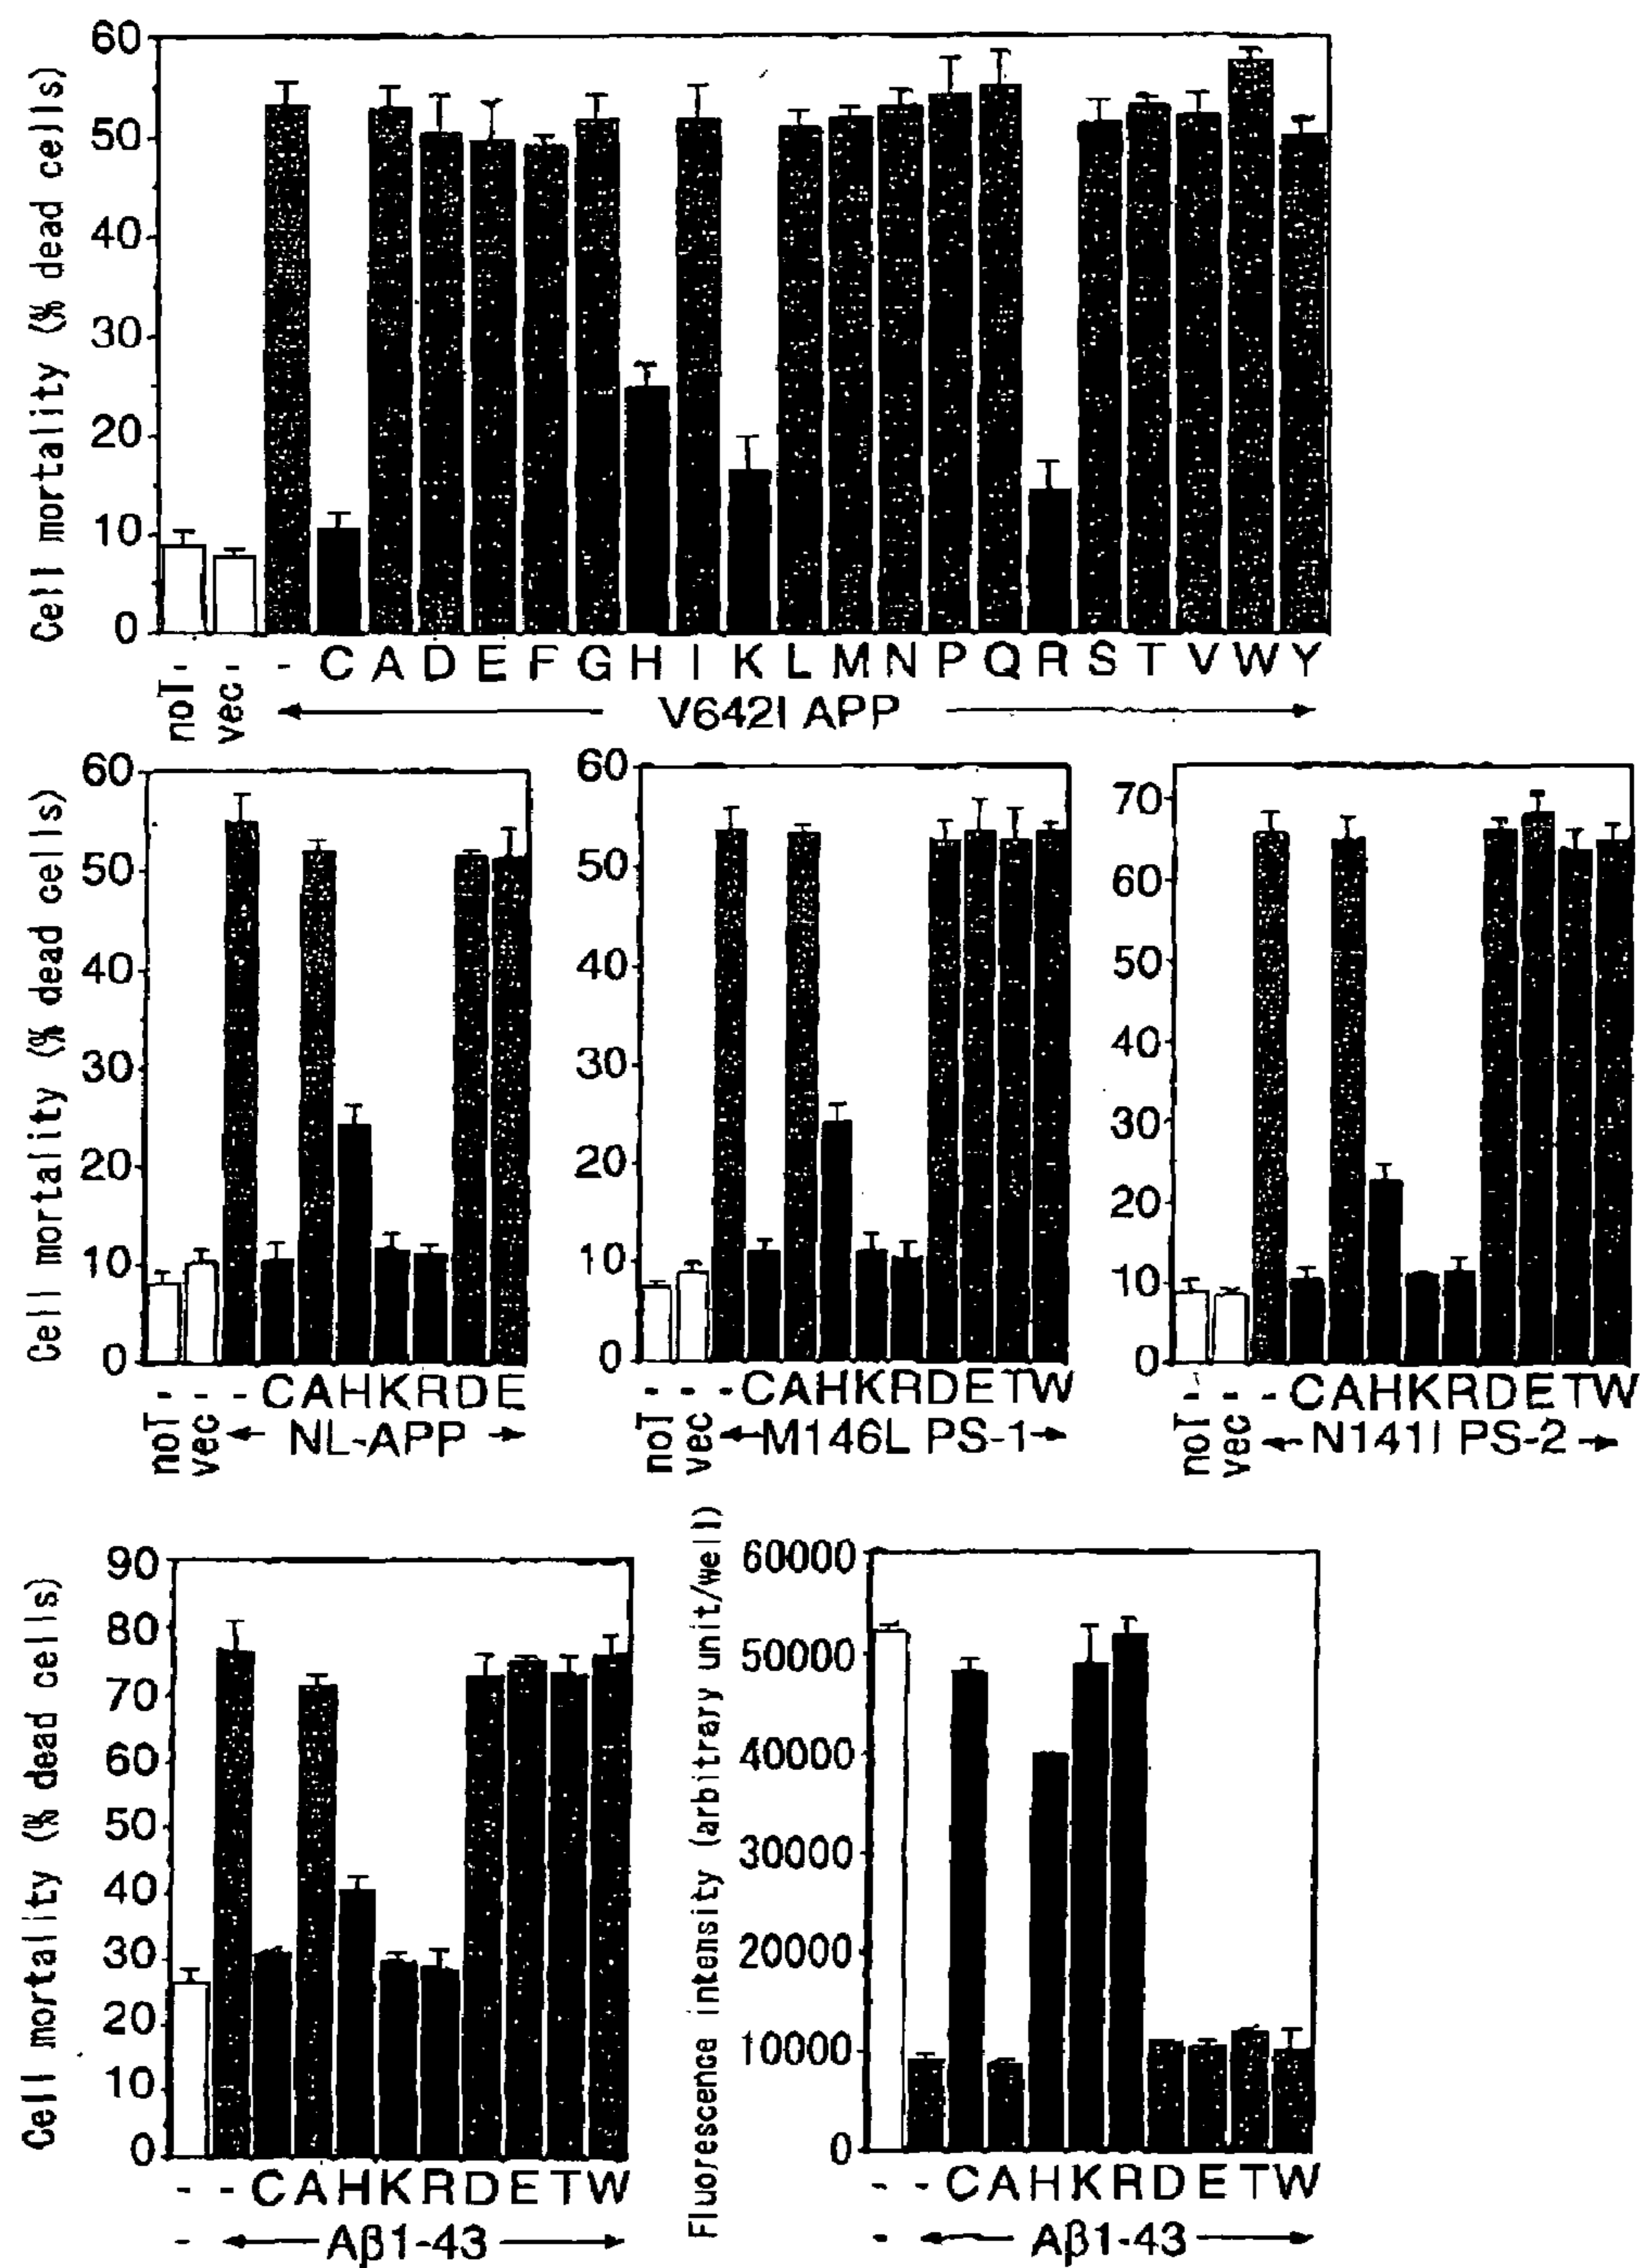 Cell mortality (% dead cells)
60
50
40
30
20
10
0
- - - C A D E F G H I K L M N P Q R S T V W Y
noT
vec
V642I APP
Cell mortality (% dead cells)
60
50
40
30
20
10
0
- - - C A H K R D E
noT
vec
NL-APP
60
50
40
30
20
10
0
- - - C A H K R D E T W
noT
vec
M146L PS-1
70
60
50
40
30
20
10
0
- - - C A H K R D E T W
noT
vec
N141I PS-2
Cell mortality (% dead cells)
90
80
70
60
50
40
30
20
10
0
- - C A H K R D E T W
- Aβ1-43
Fluorescence intensity (arbitrary unit/well)
60000
50000
40000
30000
20000
10000
0
- - C A H K R D E T W
- Aβ1-43